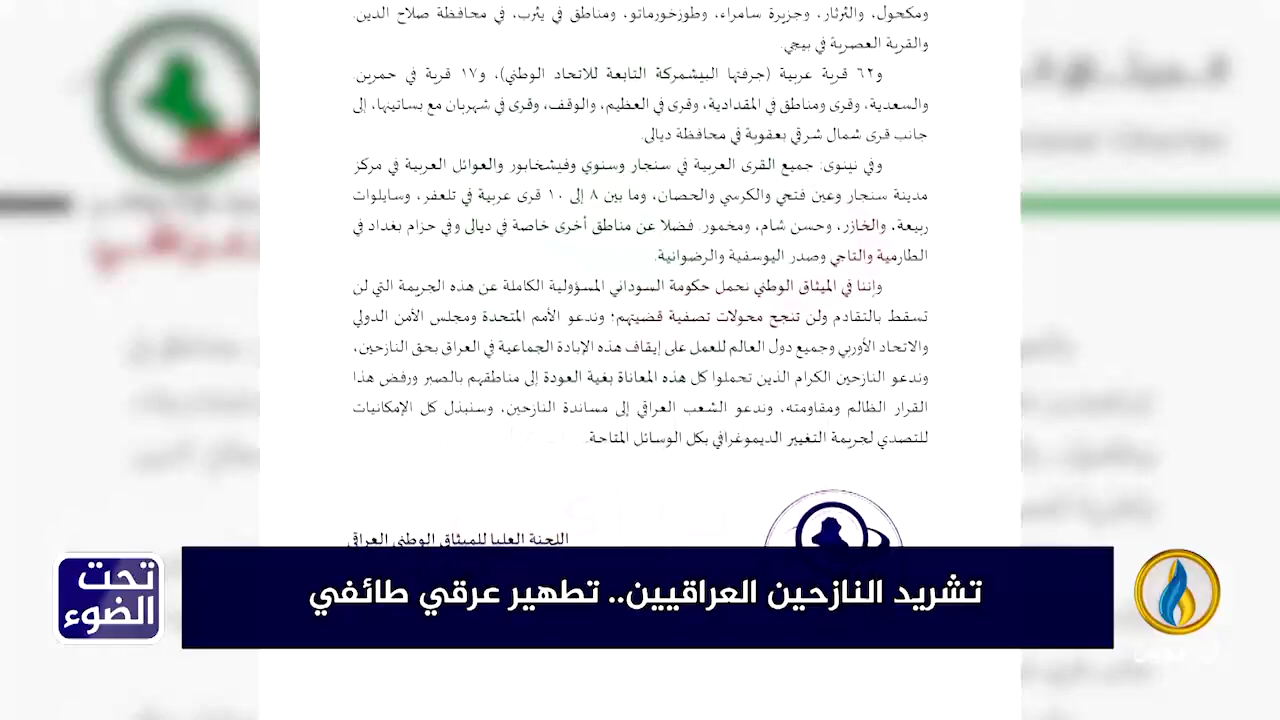 ومكحول، والثرثار، وجزيرة سامراء، وطوزخورماتو، ومناطق في يثرب، في محافظة صلاح الدين.
والقرية العصرية في بيجي.
و٦٢ قرية عربية (جرفتها البيشمركة التابعة للاتحاد الوطني)، و١٧ قرية في حمرين.
والسعدية، وقرى ومناطق في المقدادية، وقرى في العظيم، والوقف، وقرى في شهربان مع بساتينها، إلى
جانب قرى شمال شرقي بعقوبة في محافظة ديالى.
وفي نينوى: جميع القرى العربية في سنجار وسنوي وفيشخابور والعوائل العربية في مركز
مدينة سنجار وعين فتحي والكرسي والحصان، وما بين ٨ إلى ١٠ قرى عربية في تلعفر، وسايلوات
ربيعة، والخازر، وحسن شام، ومخمور. فضلا عن مناطق أخرى خاصة في ديالى وفي حزام بغداد في
الطارمية والتاجي وصدر اليوسفية والرضوانية.
وإننا في الميثاق الوطني نحمل حكومة السوداني المسؤولية الكاملة عن هذه الجريمة التي لن
تسقط بالتقادم ولن تنجح محولات تصفية قضيتهم؛ وندعو الأمم المتحدة ومجلس الأمن الدولي
والاتحاد الأوربي وجميع دول العالم للعمل على إيقاف هذه الإبادة الجماعية في العراق بحق النازحين،
وندعو النازحين الكرام الذين تحملوا كل هذه المعاناة بغية العودة إلى مناطقهم بالصبر ورفض هذا
القرار الظالم ومقاومته، وندعو الشعب العراقي إلى مساندة النازحين، وسنبذل كل الإمكانيات
للتصدي لجريمة التغيير الديموغرافي بكل الوسائل المتاحة.
اللجنة العليا للميثاق الوطني العراقي
تشريد النازحين العراقيين.. تطهير عرقي طائفي
تحت
الضوء